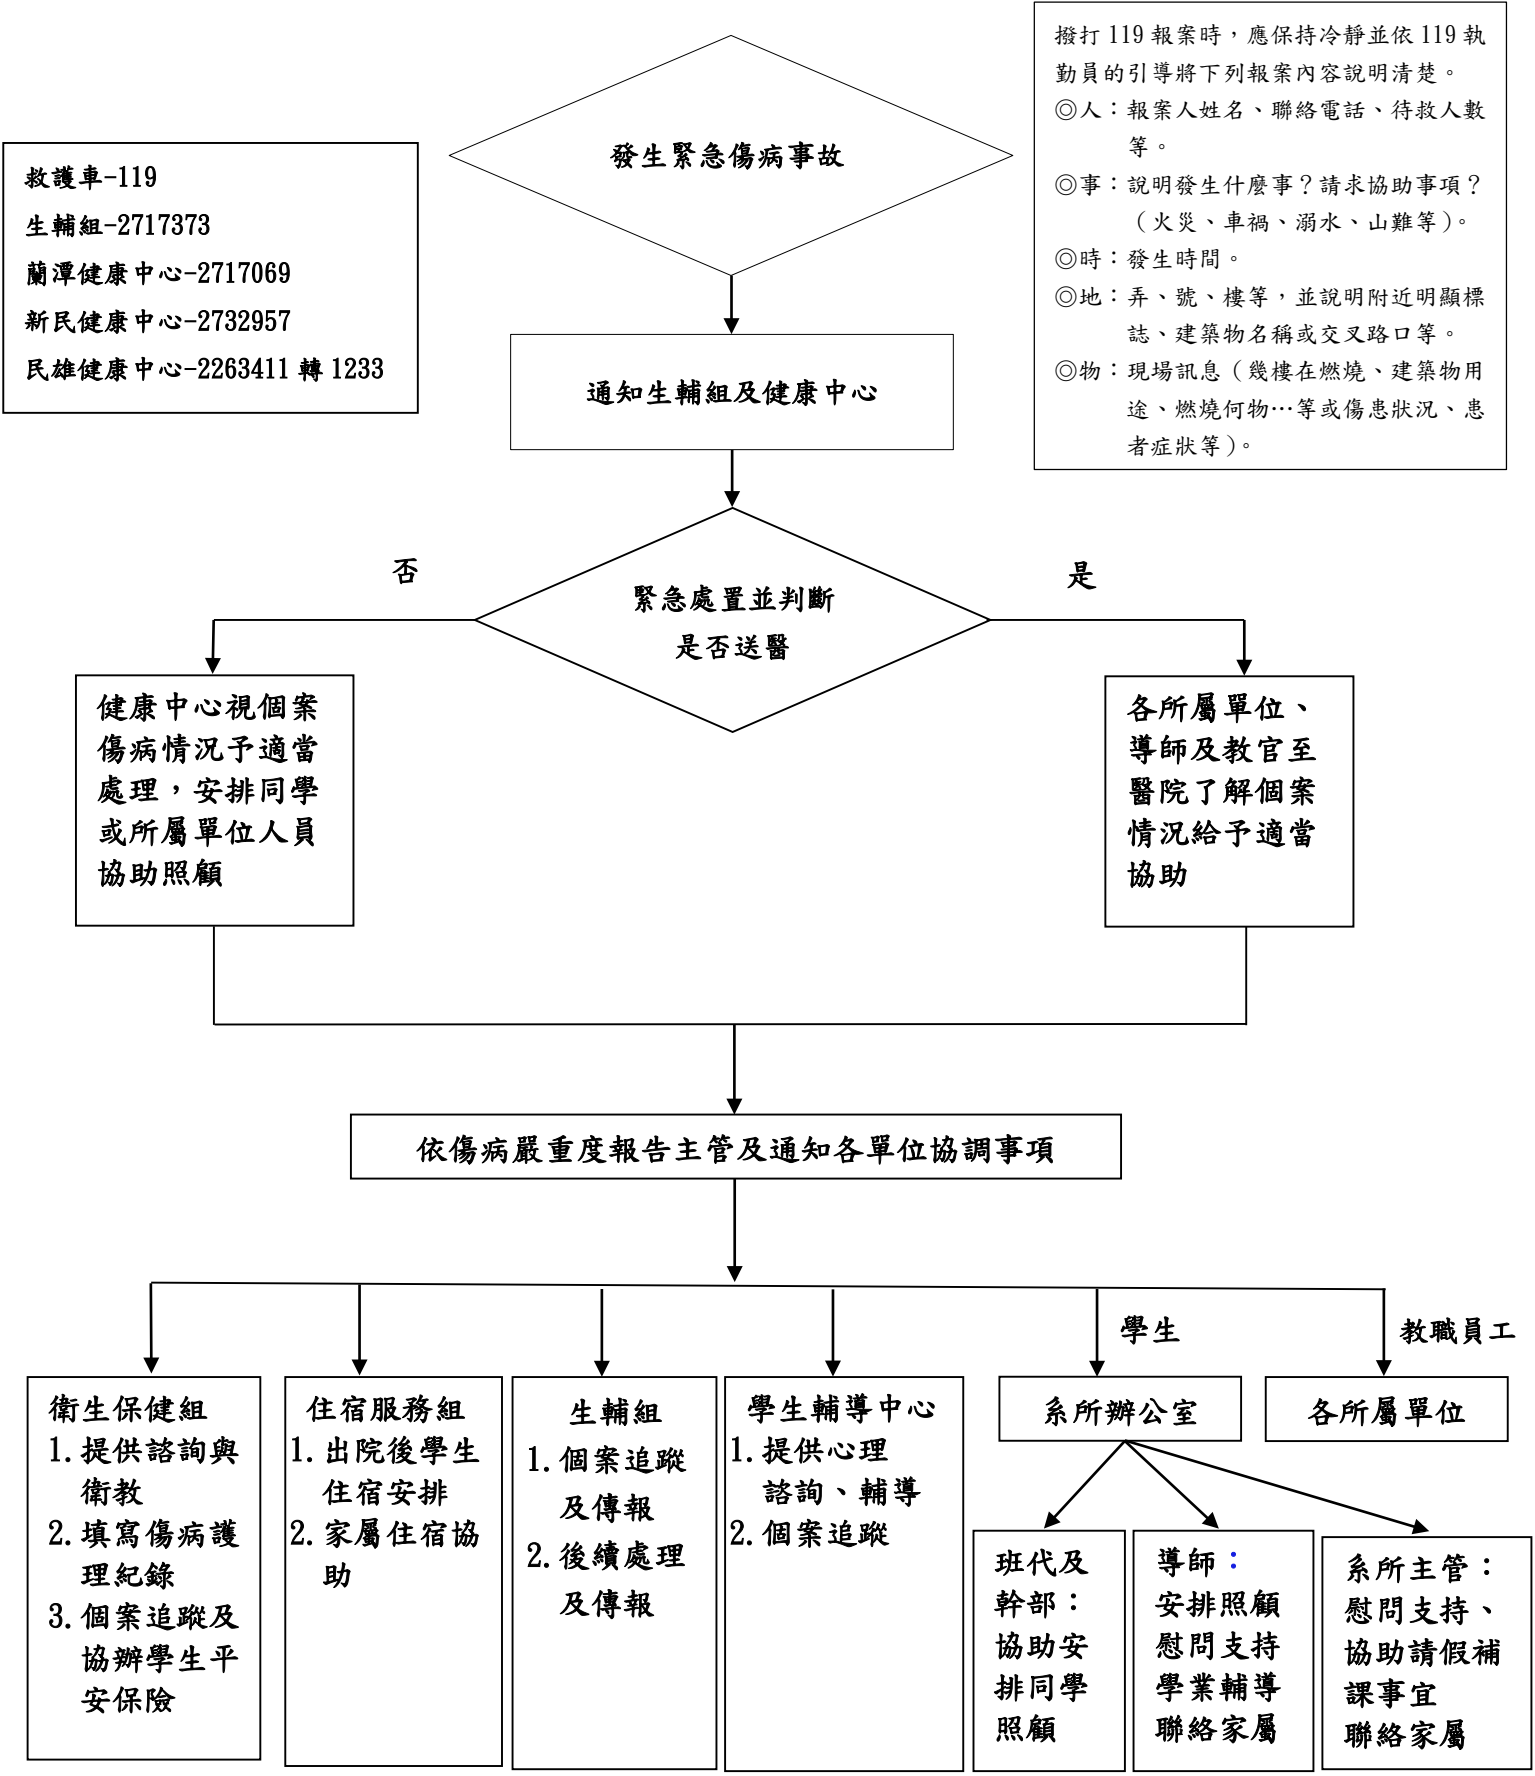 發生緊急傷病事故
撥打 119 報案時，應保持冷靜並依 119 執
勤員的引導將下列報案內容說明清楚。
◎人：報案人姓名、聯絡電話、待救人數
等。
◎事：說明發生什麼事？請求協助事項？
（火災、車禍、溺水、山難等）。
◎時：發生時間。
◎地：弄、號、樓等，並說明附近明顯標
誌、建築物名稱或交叉路口等。
◎物：現場訊息（幾樓在燃燒、建築物用
途、燃燒何物…等或傷患狀況、患
者症狀等）。
救護車-119
生輔組-2717373
蘭潭健康中心-2717069
新民健康中心-2732957
民雄健康中心-2263411 轉 1233
通知生輔組及健康中心
否
是
緊急處置並判斷
是否送醫
健康中心視個案
傷病情況予適當
處理，安排同學
或所屬單位人員
協助照顧
各所屬單位、
導師及教官至
醫院了解個案
情況給予適當
協助
依傷病嚴重度報告主管及通知各單位協調事項
學生
教職員工
衛生保健組
1.提供諮詢與
衛教
2.填寫傷病護
理紀錄
3.個案追蹤及
協辦學生平
安保險
住宿服務組
1.出院後學生
住宿安排
2.家屬住宿協
助
生輔組
1.個案追蹤
及傳報
2.後續處理
及傳報
學生輔導中心
1.提供心理
諮詢、輔導
2.個案追蹤
系所辦公室
各所屬單位
班代及
幹部：
協助安
排同學
照顧
導師：
安排照顧
慰問支持
學業輔導
聯絡家屬
系所主管：
慰問支持、
協助請假補
課事宜
聯絡家屬